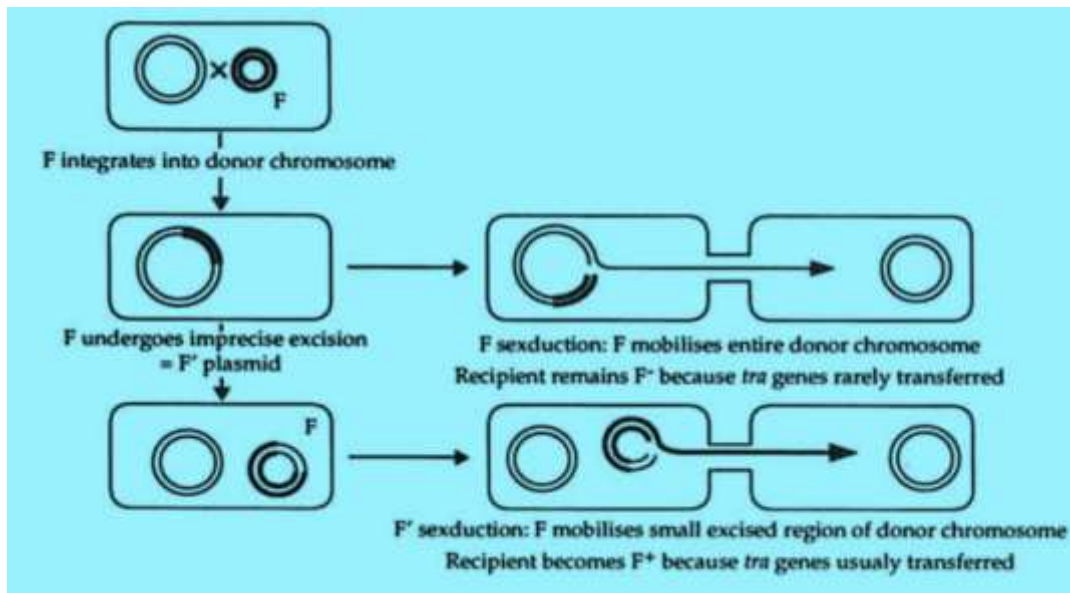 F
F integrates into donor chromosome
F undergoes imprecise excision
= F' plasmid
F sexduction: F mobilises entire donor chromosome
Recipient remains F- because tra genes rarely transferred
F
F' sexduction: F mobilises small excised region of donor chromosome
Recipient becomes F+ because tra genes usualy transferred